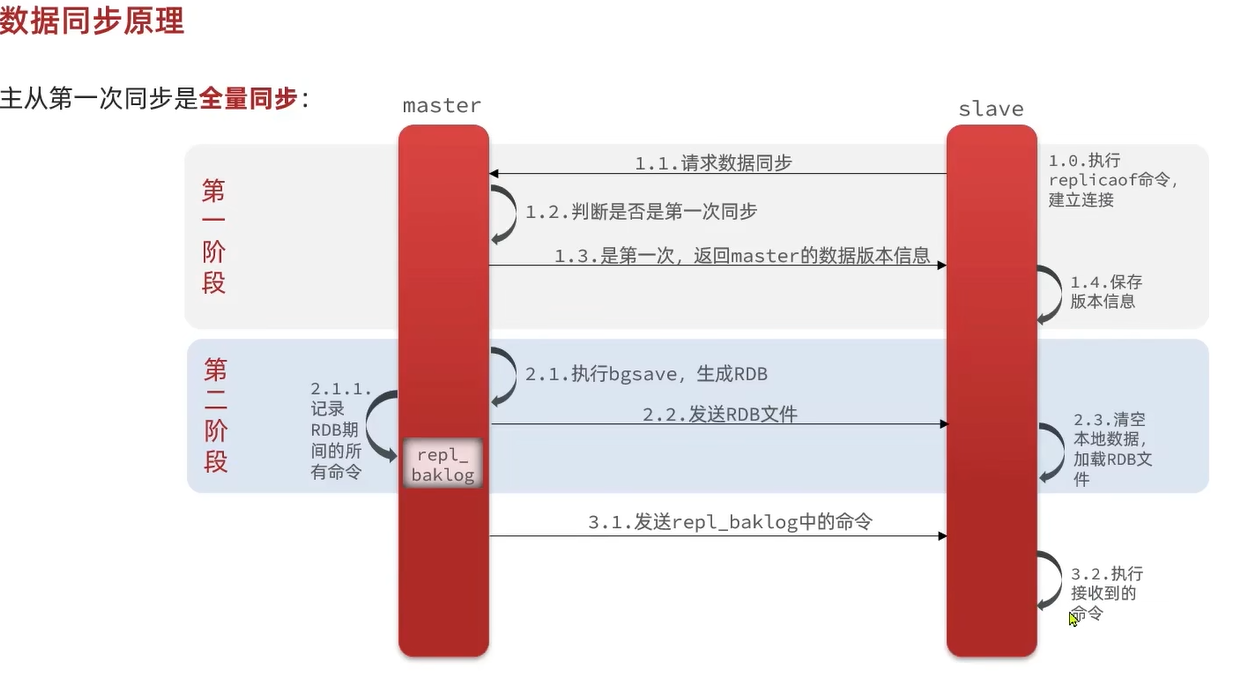 数据同步原理
主从第一次同步是全量同步：
master
slave
第
一
阶
段
1.0.执行
replicaof命令，
建立连接
1.1.请求数据同步
1.2.判断是否是第一次同步
1.3.是第一次，返回master的数据版本信息
1.4.保存
版本信息
第
二
阶
段
2.1.执行bgsave，生成RDB
2.1.1.
记录
RDB期
间的所
有命令
repl_
baklog
2.2.发送RDB文件
2.3.清空
本地数据，
加载RDB文
件
3.1.发送repl_baklog中的命令
3.2.执行
接收到的
命令